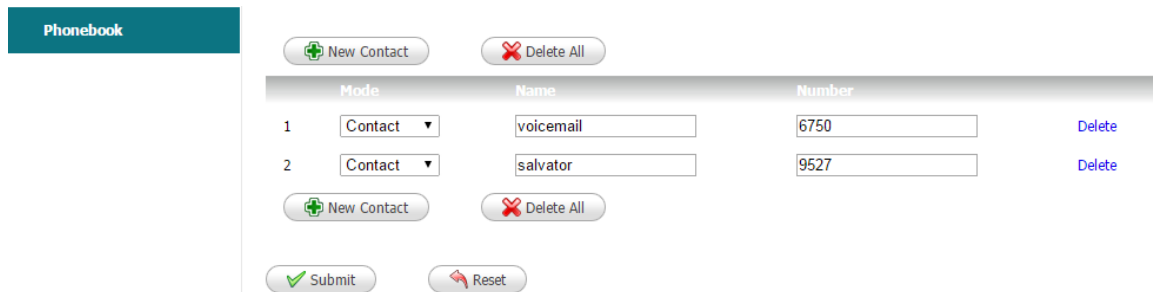 Phonebook
New Contact Delete All
Mode Name Number
1 Contact voicemail 6750 Delete
2 Contact salvator 9527 Delete
New Contact Delete All
Submit Reset